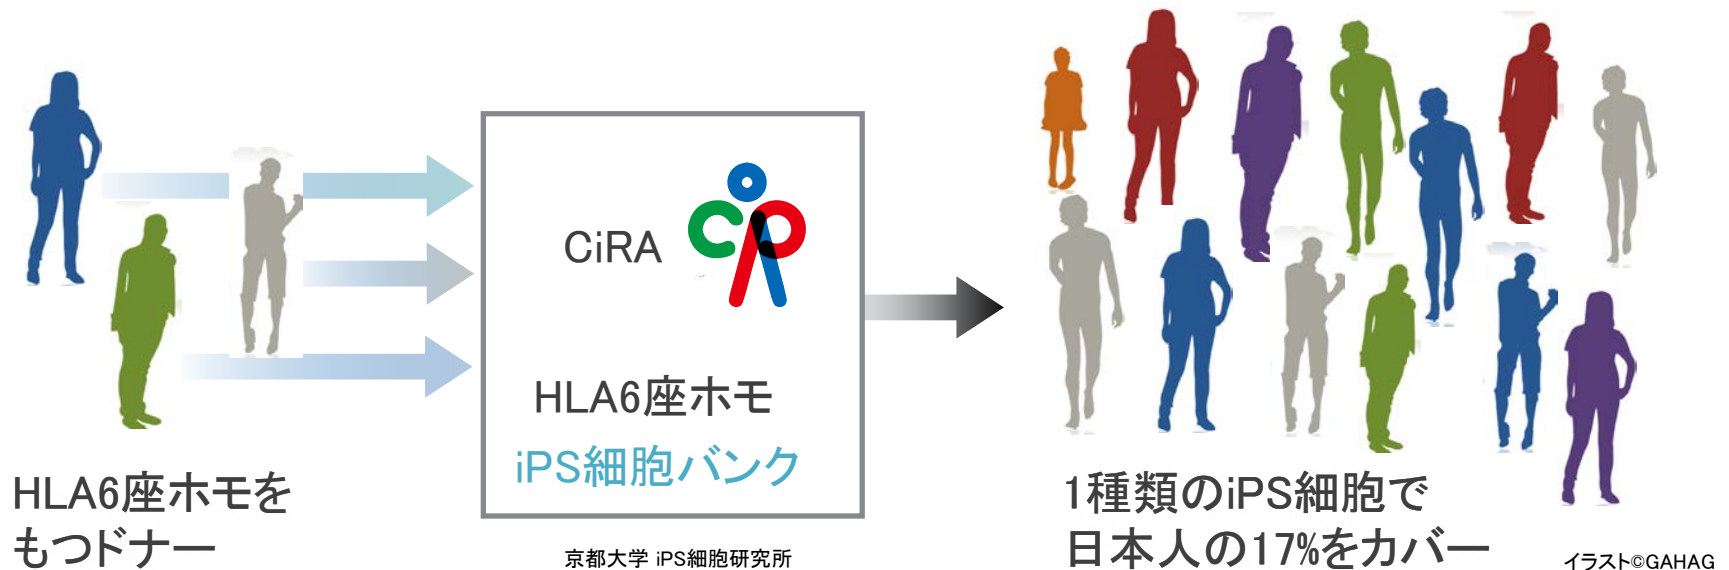 HLA6座ホモを
もつドナー
CiRA
HLA6座ホモ
iPS細胞バンク
京都大学 iPS細胞研究所
1種類のiPS細胞で
日本人の17%をカバー
イラスト©GAHAG